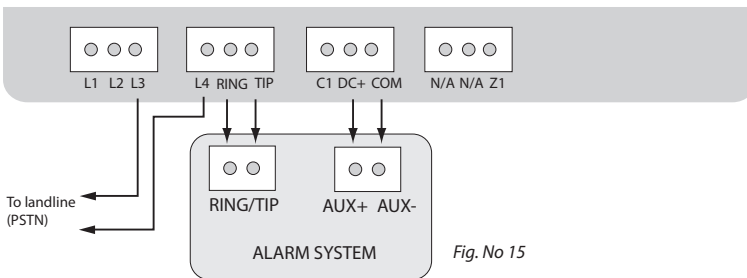 L1 L2 L3 L4 RING TIP C1 DC+ COM N/A N/A Z1
To landline
(PSTN)
RING/TIP AUX+ AUX-
ALARM SYSTEM
Fig. No 15